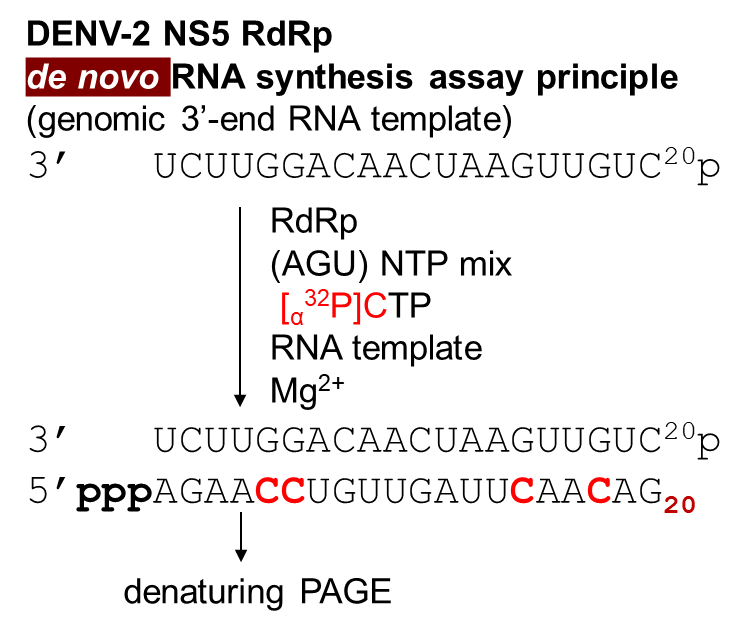 DENV-2 NS5 RdRp
de novo RNA synthesis assay principle
(genomic 3’-end RNA template)
3′ UCUUGGACAACUAAGUUGUC²⁰p
RdRp
(AGU) NTP mix
[α³²P]CTP
RNA template
Mg²⁺
3′ UCUUGGACAACUAAGUUGUC²⁰p
5′pppAGAACCUGUUGAUUCAACAG₂₀
denaturing PAGE